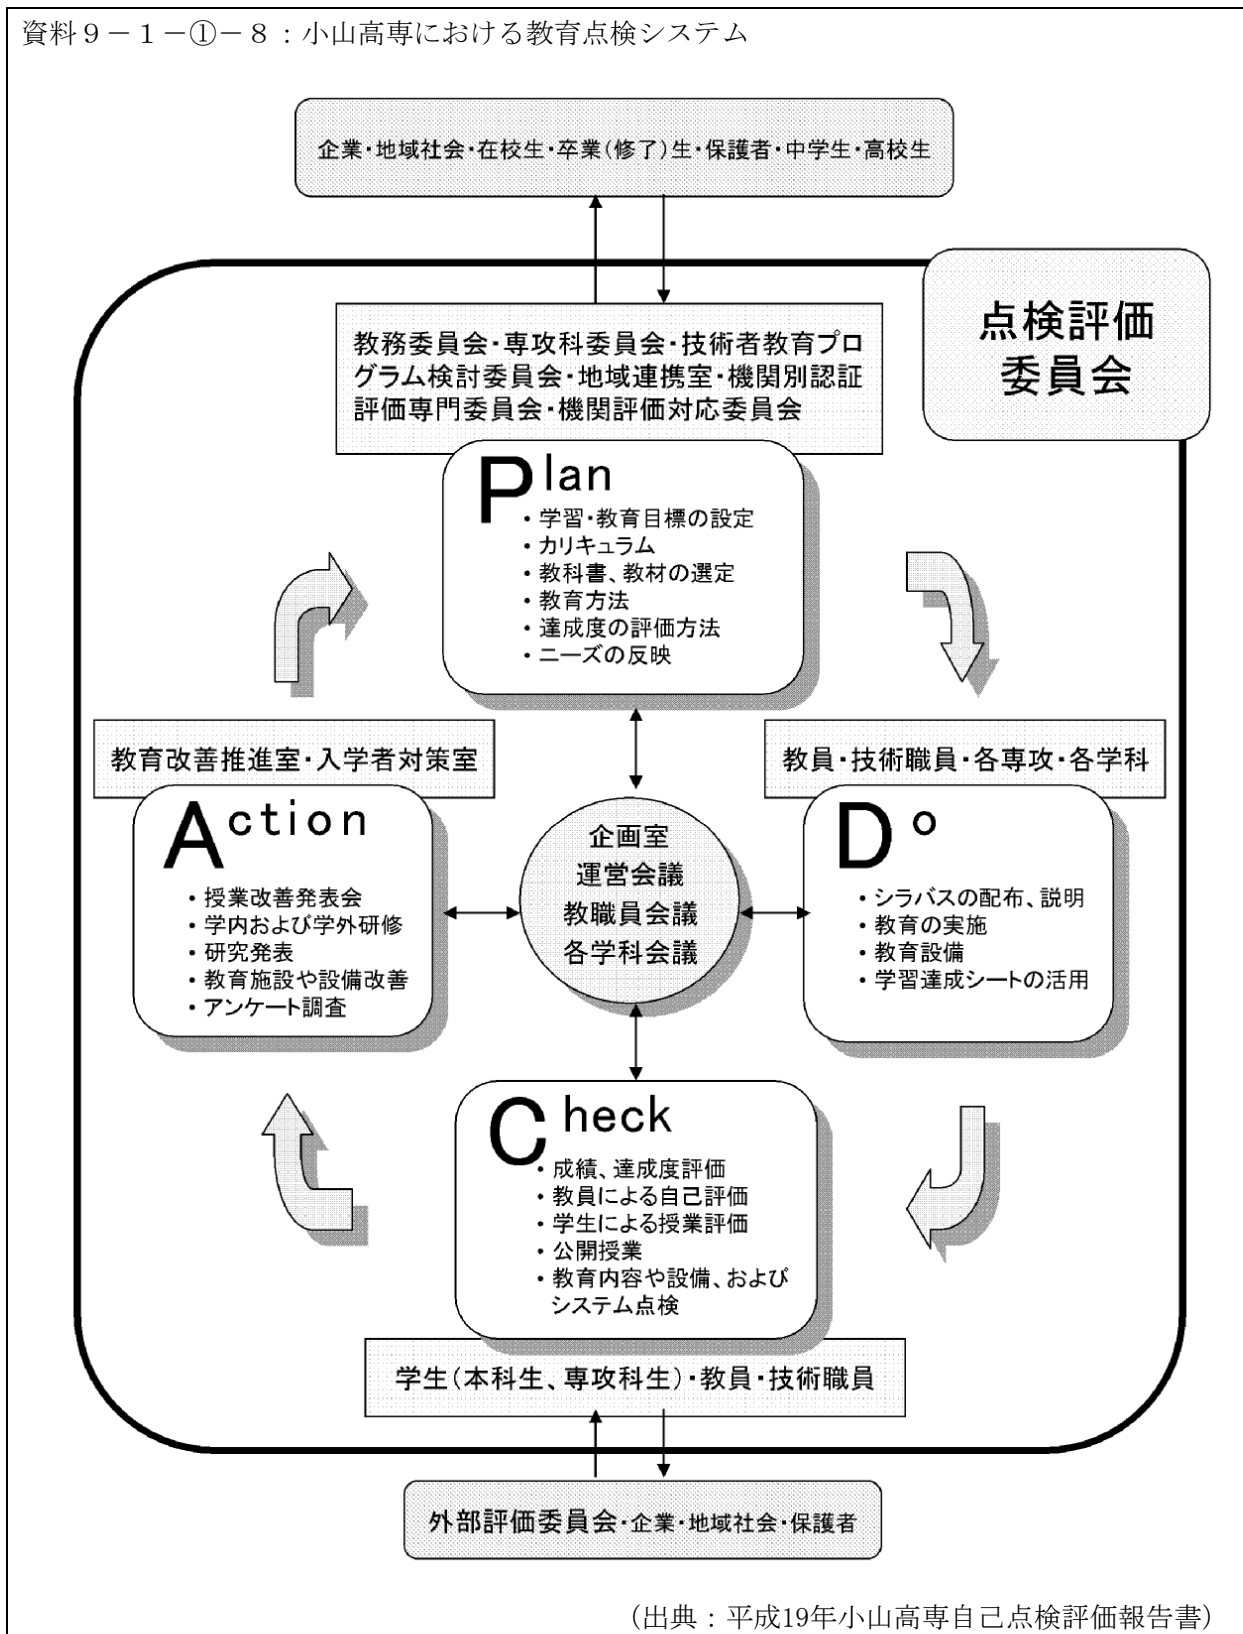 資料９－１－①－８：小山高専における教育点検システム
企業・地域社会・在校生・卒業(修了)生・保護者・中学生・高校生
点検評価
委員会
教務委員会・専攻科委員会・技術者教育プロ
グラム検討委員会・地域連携室・機関別認証
評価専門委員会・機関評価対応委員会
Plan
・学習・教育目標の設定
・カリキュラム
・教科書、教材の選定
・教育方法
・達成度の評価方法
・ニーズの反映
教育改善推進室・入学者対策室
Action
・授業改善発表会
・学内および学外研修
・研究発表
・教育施設や設備改善
・アンケート調査
企画室
運営会議
教職員会議
各学科会議
教員・技術職員・各専攻・各学科
Do
・シラバスの配布、説明
・教育の実施
・教育設備
・学習達成シートの活用
Check
・成績、達成度評価
・教員による自己評価
・学生による授業評価
・公開授業
・教育内容や設備、および
システム点検
学生(本科生、専攻科生)・教員・技術職員
外部評価委員会・企業・地域社会・保護者
（出典：平成19年小山高専自己点検評価報告書）